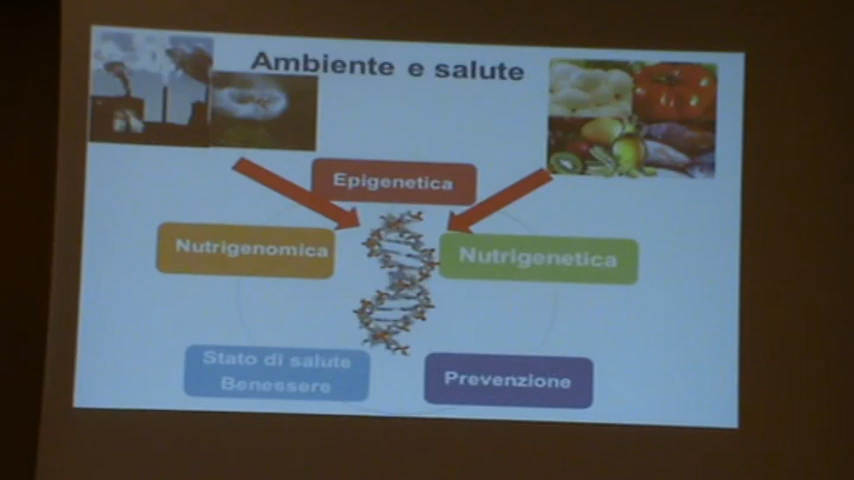 Ambiente e salute
Epigenetica
Nutrigenomica
Nutrigenetica
Stato di salute
Benessere
Prevenzione